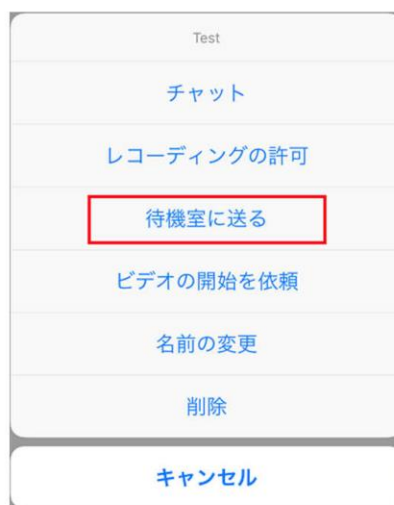 Test
チャット
レコーディングの許可
待機室に送る
ビデオの開始を依頼
名前の変更
削除
キャンセル